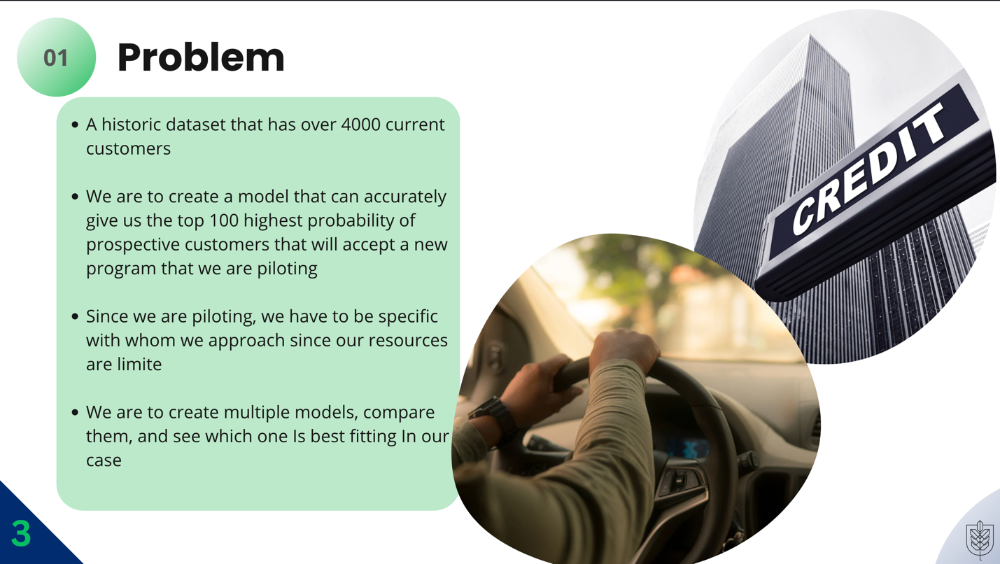 01
Problem
A historic dataset that has over 4000 current
customers
We are to create a model that can accurately
give us the top 100 highest probability of
prospective customers that will accept a new
program that we are piloting
Since we are piloting, we have to be specific
with whom we approach since our resources
are limite
We are to create multiple models, compare
them, and see which one Is best fitting In our
case
CREDIT
3